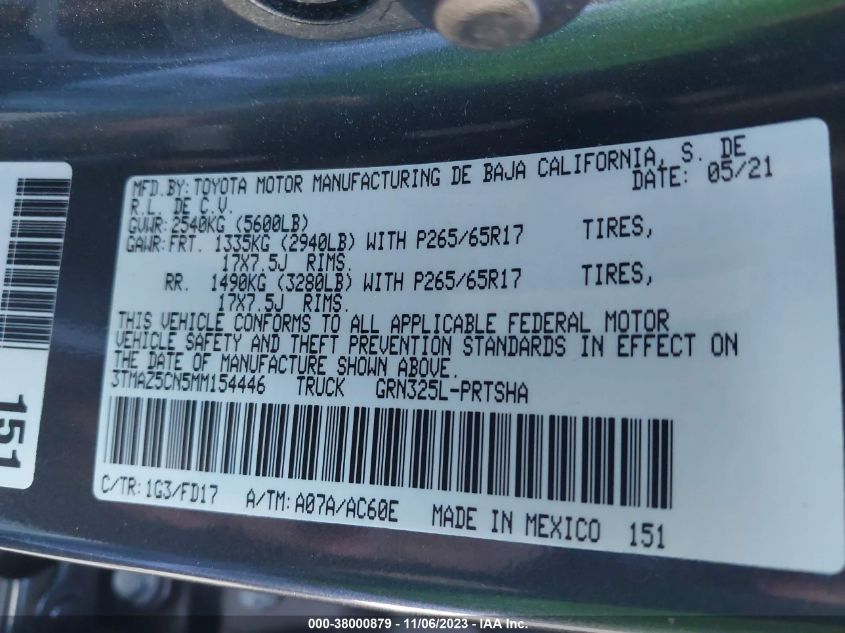 MFD.BY:TOYOTA MOTOR MANUFACTURING DE BAJA CALIFORNIA, S. DE
R.L. DE C.V. DATE: 05/21
GVWR:2540KG (5600LB)
GAWR:FRT. 1335KG (2940LB) WITH P265/65R17 TIRES,
17X7.5J RIMS.
RR. 1490KG (3280LB) WITH P265/65R17 TIRES,
17X7.5J RIMS.
THIS VEHICLE CONFORMS TO ALL APPLICABLE FEDERAL MOTOR
VEHICLE SAFETY AND THEFT PREVENTION STANDARDS IN EFFECT ON
THE DATE OF MANUFACTURE SHOWN ABOVE.
3TMAZ5CN5MM154446 TRUCK GRN325L-PRTSHA
C/TR:1G3/FD17 A/TM:A07A/AC60E MADE IN MEXICO 151
151
000-38000879 - 11/06/2023 - IAA Inc.